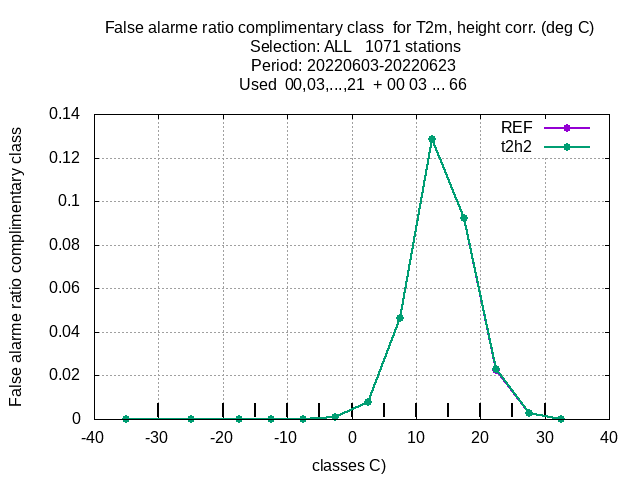 False alarme ratio complimentary class  for T2m, height corr. (deg C)
Selection: ALL   1071 stations
Period: 20220603-20220623
Used  00,03,...,21  + 00 03 ... 66
False alarme ratio complimentary class
0.14
0.12
0.1
0.08
0.06
0.04
0.02
0
REF
t2h2
-40 -30 -20 -10 0 10 20 30 40
classes C)